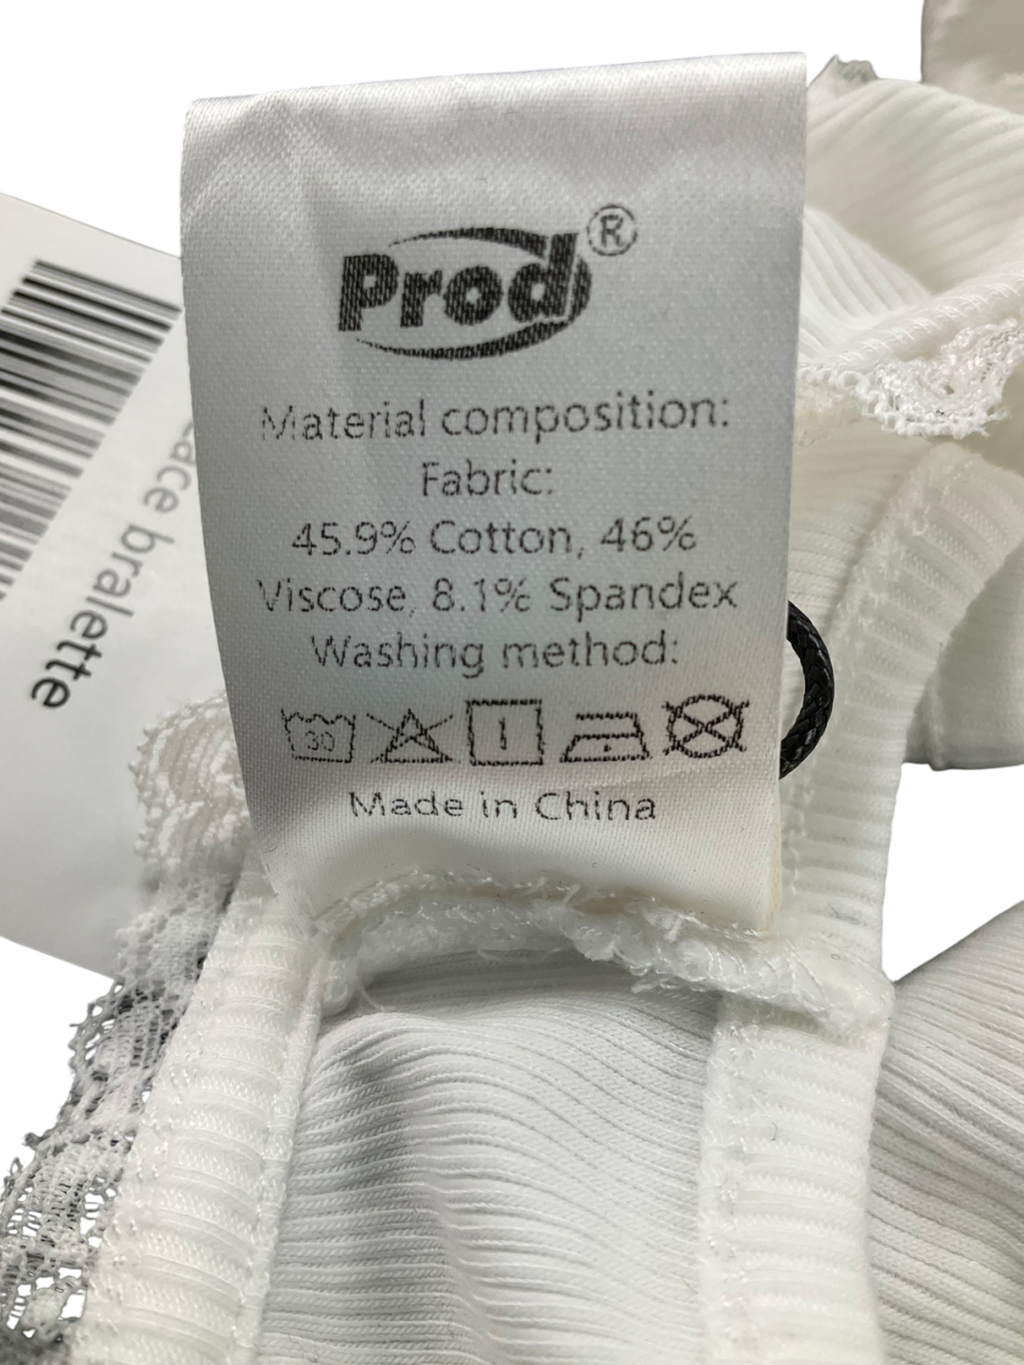 Prod®
Material composition:
Fabric:
45.9% Cotton, 46%
Viscose, 8.1% Spandex
Washing method:
30
Made in China
bralette